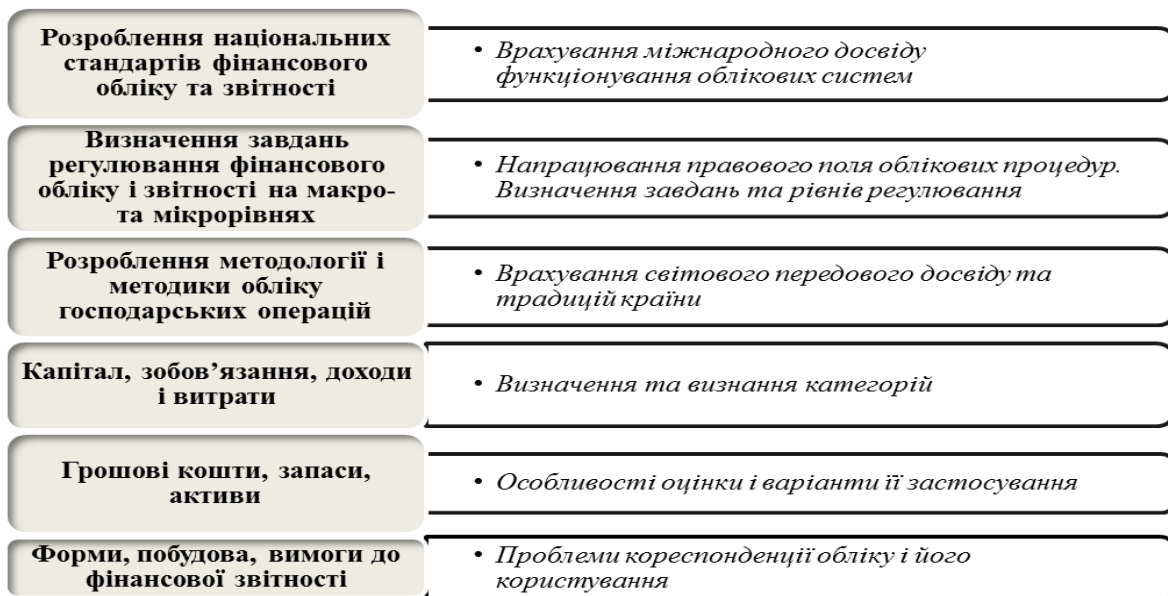 Розроблення національних
стандартів фінансового
обліку та звітності
• Врахування міжнародного досвіду
функціонування облікових систем
Визначення завдань
регулювання фінансового
обліку і звітності на макро-
та мікрорівнях
• Напрацювання правового поля облікових процедур.
Визначення завдань та рівнів регулювання
Розроблення методології і
методики обліку
господарських операцій
• Врахування світового передового досвіду та
традицій країни
Капітал, зобов’язання, доходи
і витрати
• Визначення та визнання категорій
Грошові кошти, запаси,
активи
• Особливості оцінки і варіанти її застосування
Форми, побудова, вимоги до
фінансової звітності
• Проблеми кореспонденції обліку і його
користування